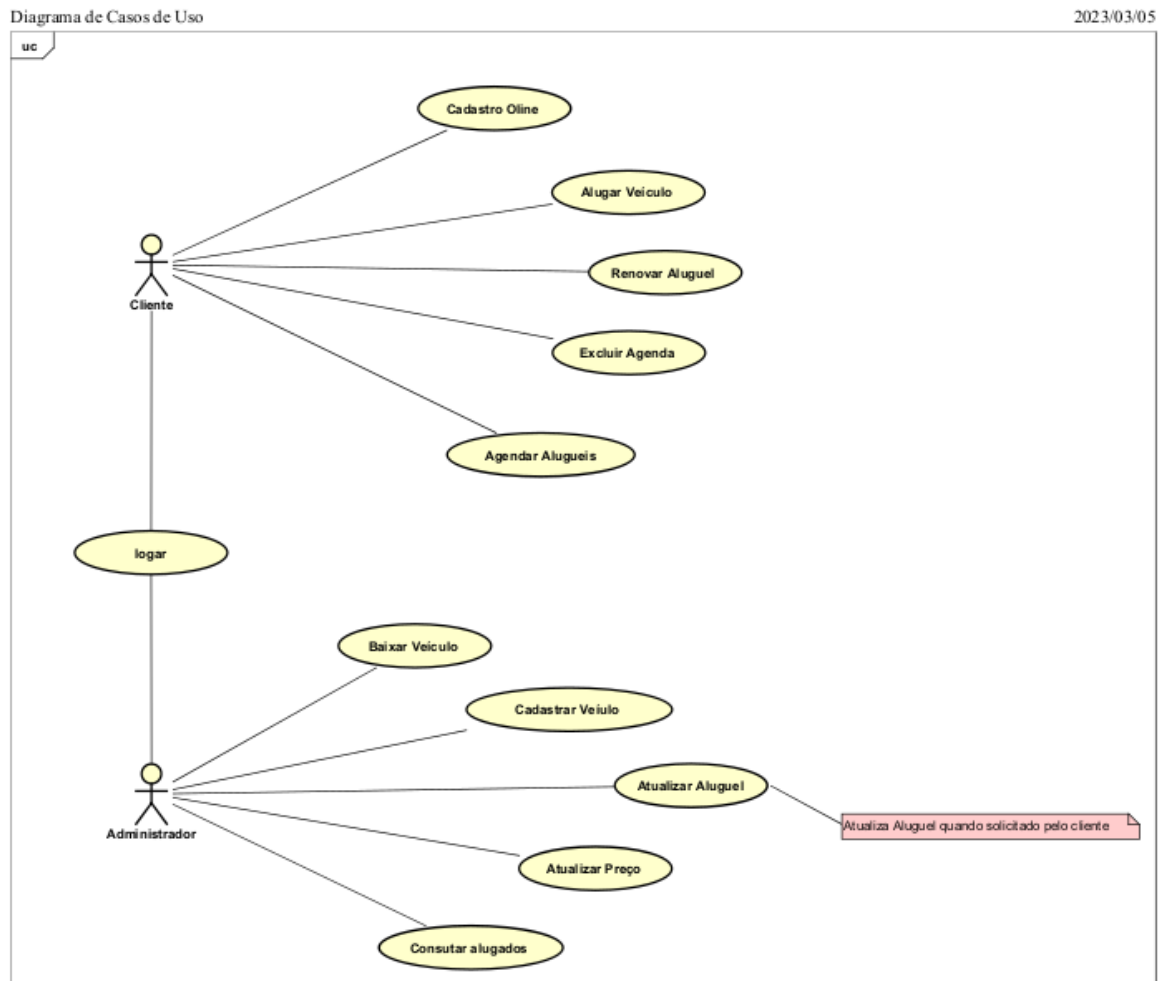 Diagrama de Casos de Uso
2023/03/05
uc
Cadastro Oline
Alugar Veiculo
Renovar Aluguel
Cliente
Excluir Agenda
Agendar Alugueis
logar
Baixar Veiculo
Cadastrar Veiulo
Atualizar Aluguel
Atualiza Aluguel quando solicitado pelo cliente
Administrador
Atualizar Preço
Consutar alugados